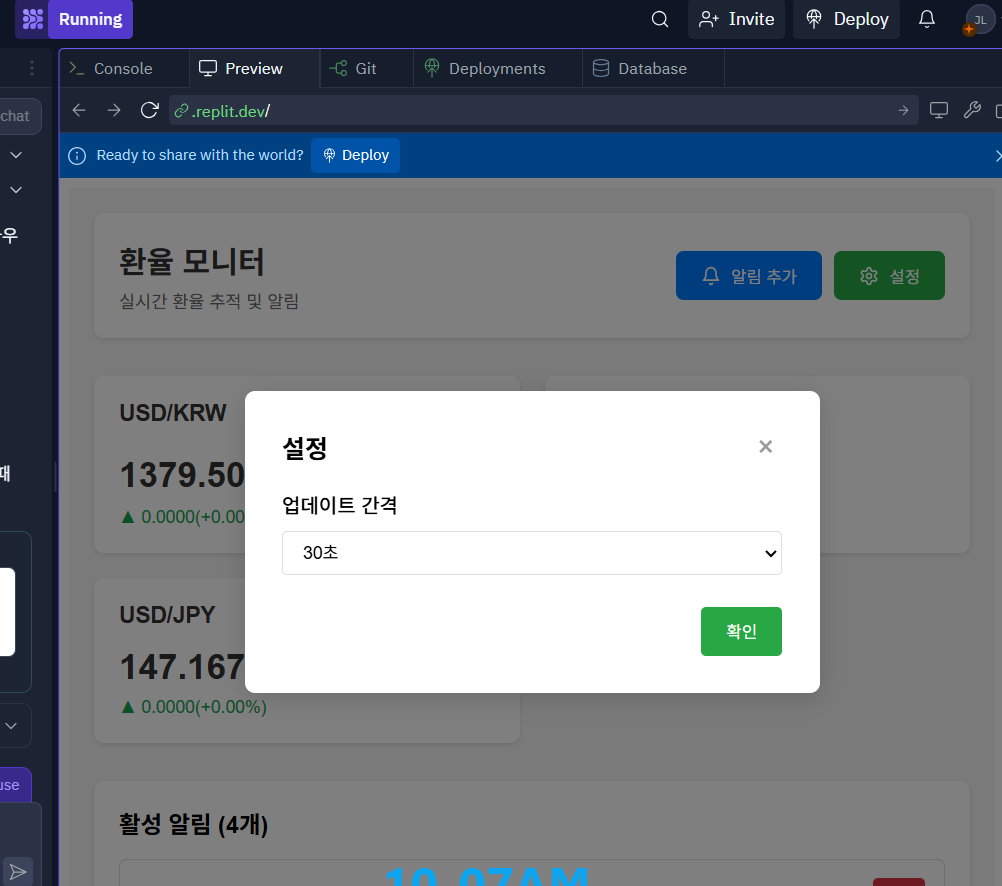 Running
Invite
Deploy
JL
Console
Preview
Git
Deployments
Database
chat
.replit.dev/
Ready to share with the world?
Deploy
우
환율 모니터
실시간 환율 추적 및 알림
알림 추가
설정
USD/KRW
1379.50
▲ 0.0000(+0.00
설정
×
업데이트 간격
30초
확인
때
USD/JPY
147.167
▲ 0.0000(+0.00%)
use
활성 알림 (4개)
10:07AM